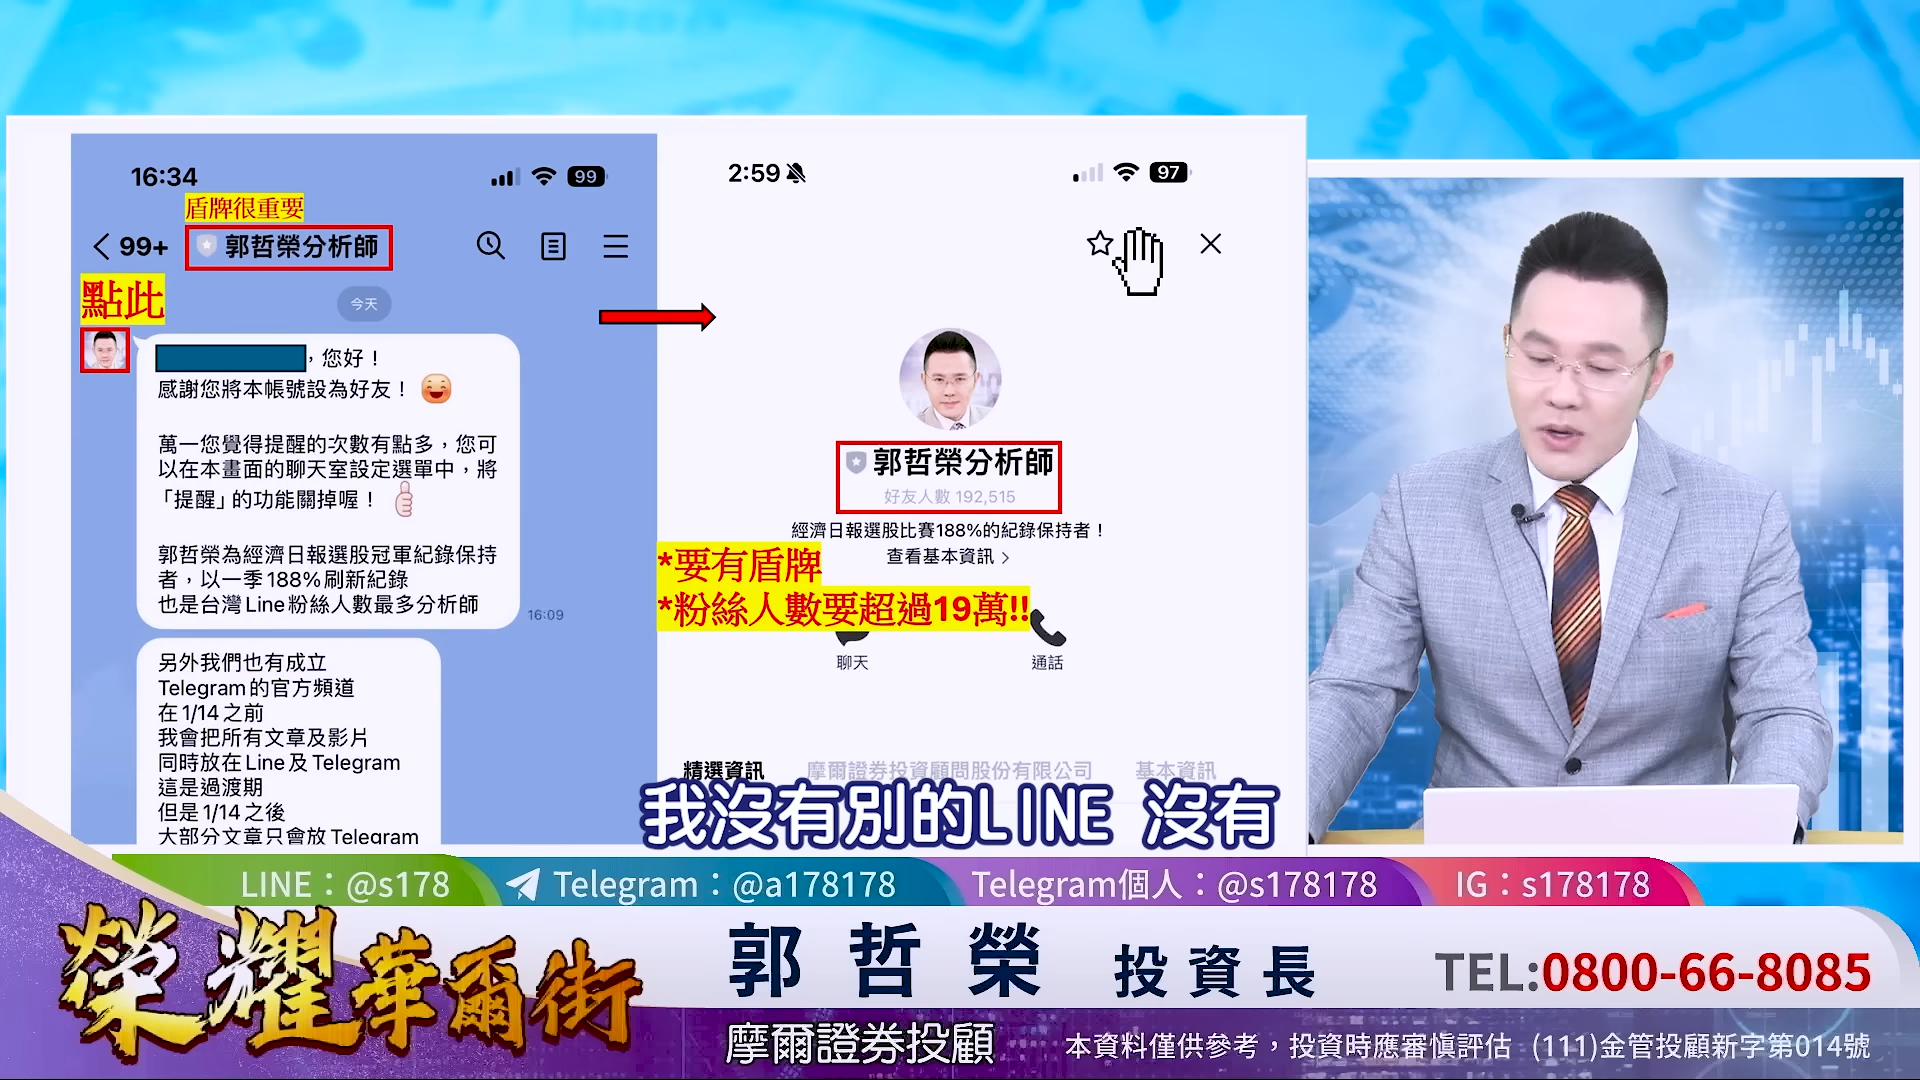 16:34
99
盾牌很重要
99+
郭哲榮分析師
點此
今天
，您好！
感謝您將本帳號設為好友！
萬一您覺得提醒的次數有點多，您可
以在本畫面的聊天室設定選單中，將
「提醒」的功能關掉喔！
郭哲榮為經濟日報選股冠軍紀錄保持
者，以一季188%刷新紀錄
也是台灣Line粉絲人數最多分析師
16:09
另外我們也有成立
Telegram的官方頻道
在1/14之前
我會把所有文章及影片
同時放在Line及Telegram
這是過渡期
但是1/14之後
大部分文章只會放Telegram
2:59
97
郭哲榮分析師
好友人數 192,515
經濟日報選股比賽188%的紀錄保持者！
查看基本資訊
*要有盾牌
*粉絲人數要超過19萬!!
聊天
通話
精選資訊
摩爾證券投資顧問股份有限公司
基本資訊
我沒有別的LINE 沒有
LINE：@s178
Telegram：@a178178
Telegram個人：@s178178
IG：s178178
榮耀華爾街
郭哲榮 投資長
TEL:0800-66-8085
摩爾證券投顧
本資料僅供參考，投資時應審慎評估 (111)金管投顧新字第014號